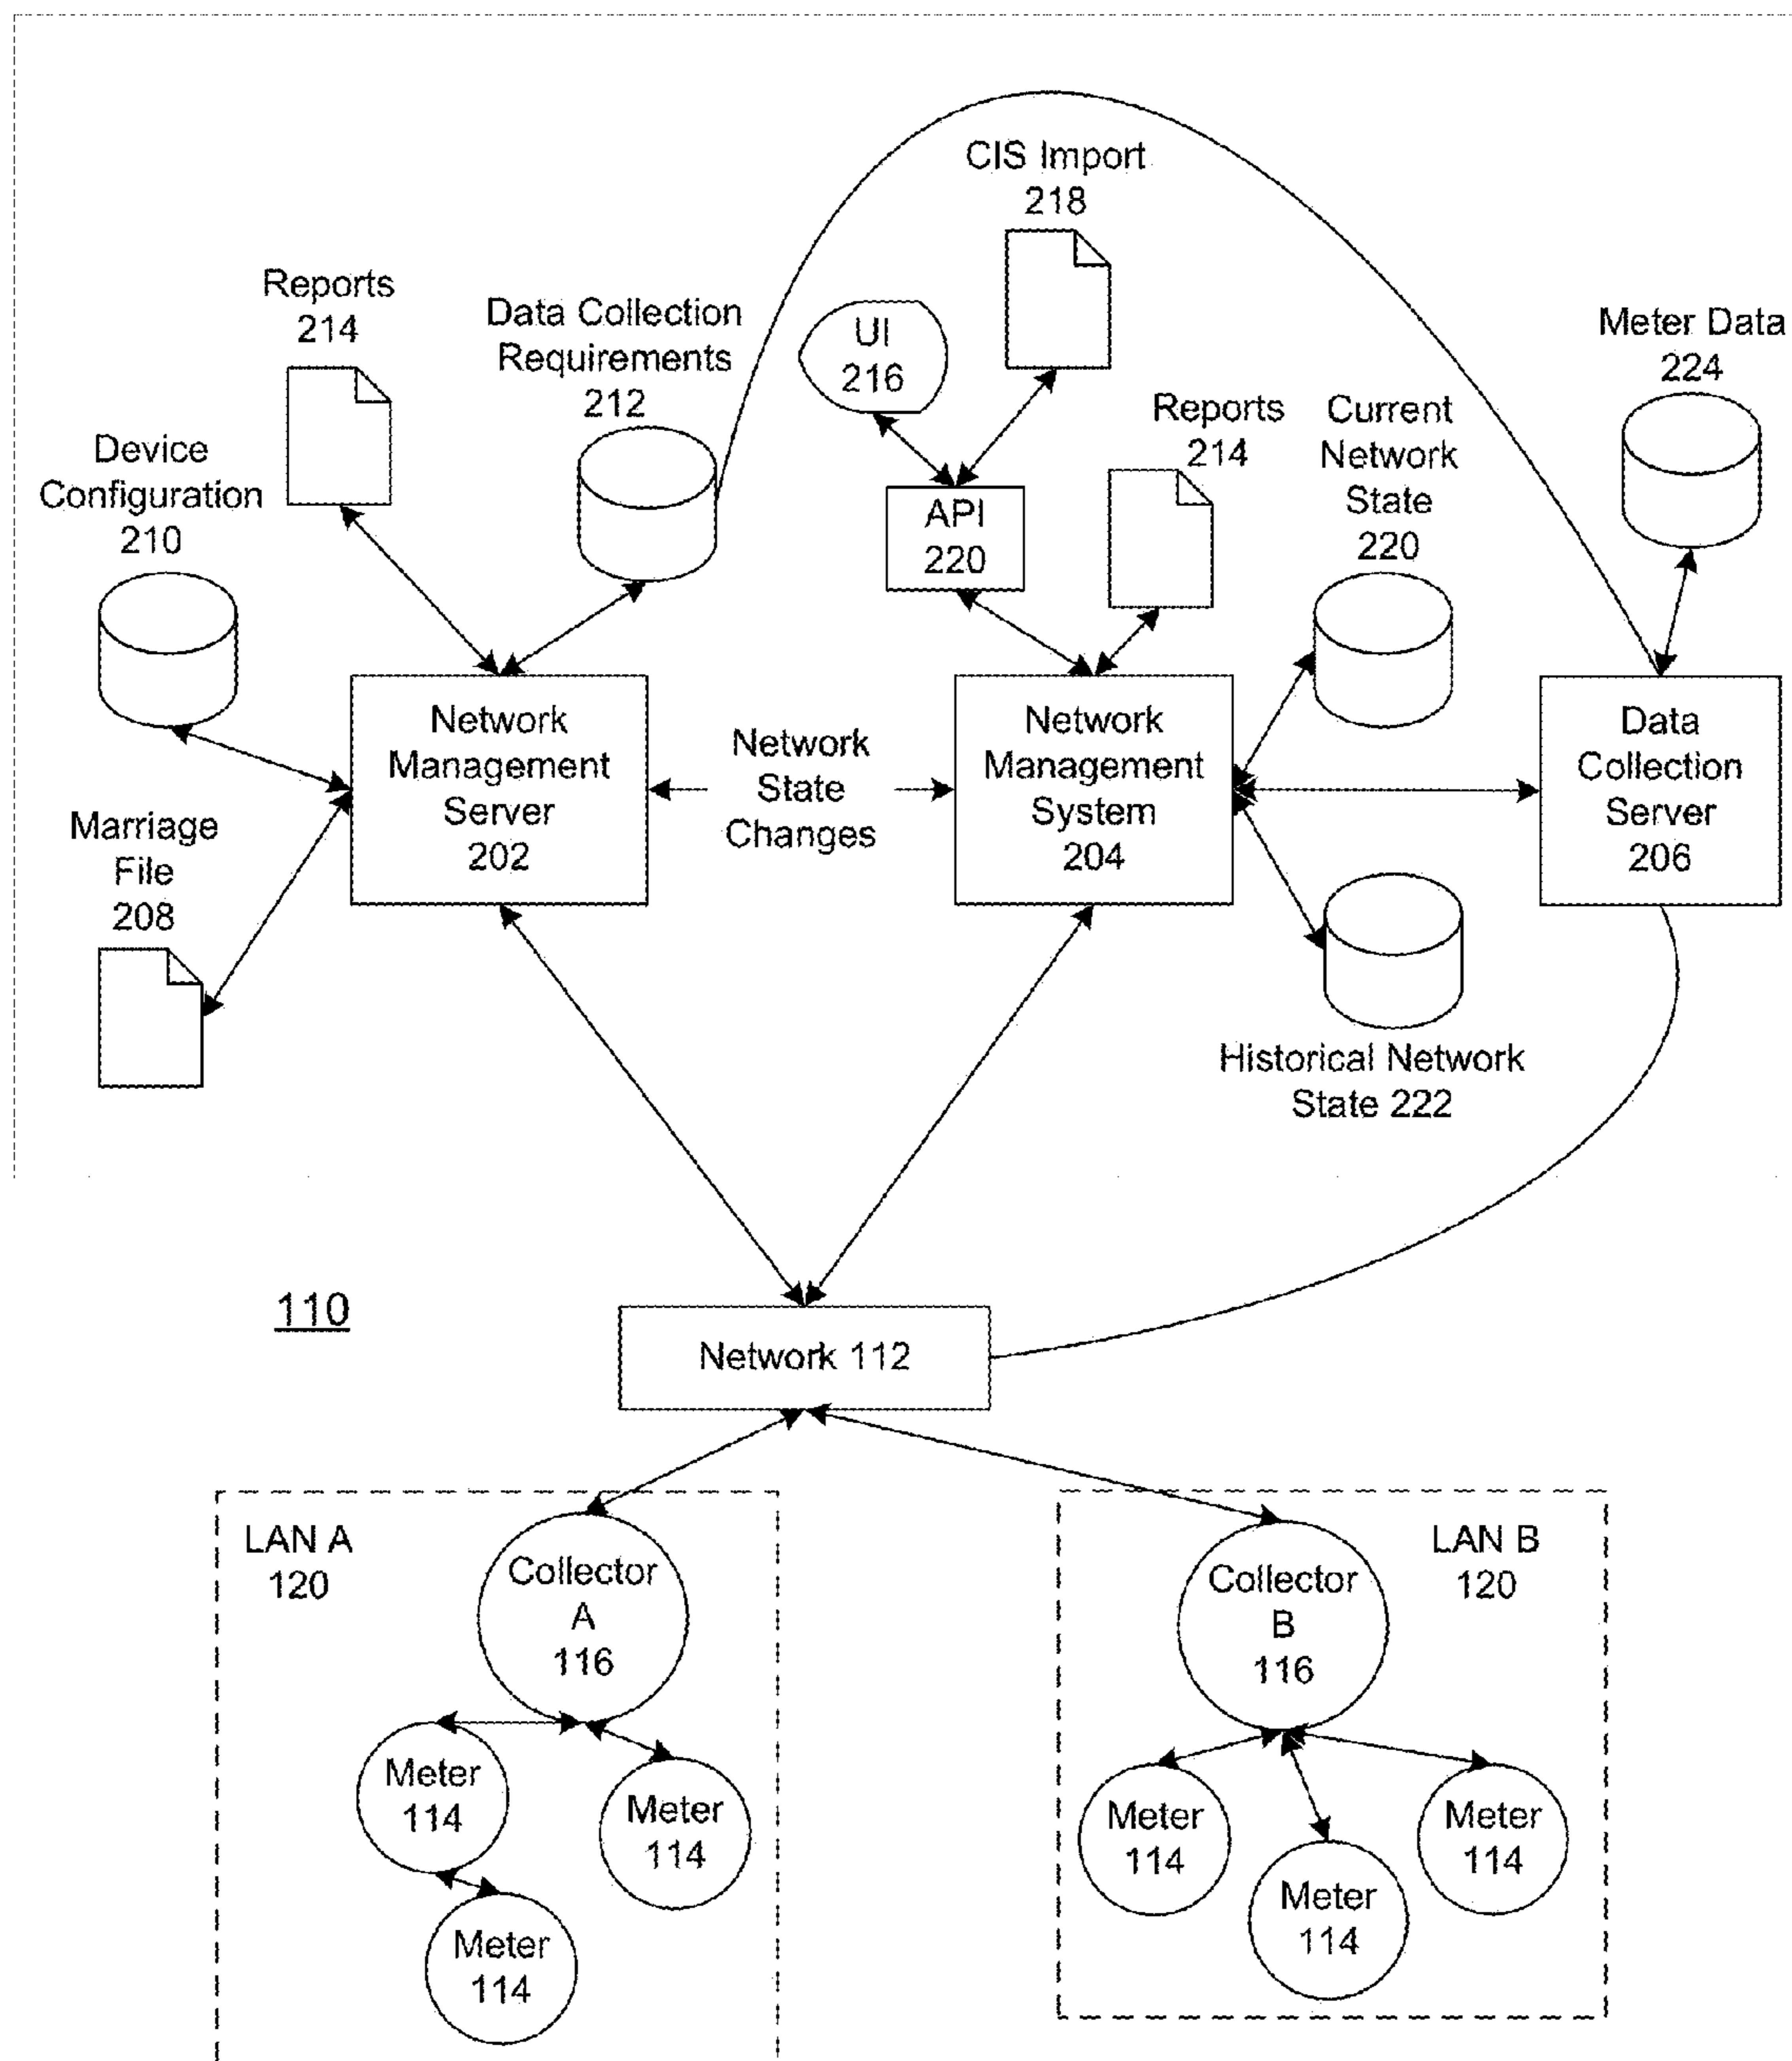 CIS Import
218
Reports
214
Data Collection
Requirements
212
UI
216
Meter Data
224
Device
Configuration
210
API
220
Reports
214
Current
Network
State
220
Marriage
File
208
Network
Management
Server
202
Network
State
Changes
Network
Management
System
204
Data
Collection
Server
206
Historical Network
State 222
110
Network 112
LAN A
120
Collector
A
116
Meter
114
Meter
114
Meter
114
LAN B
120
Collector
B
116
Meter
114
Meter
114
Meter
114